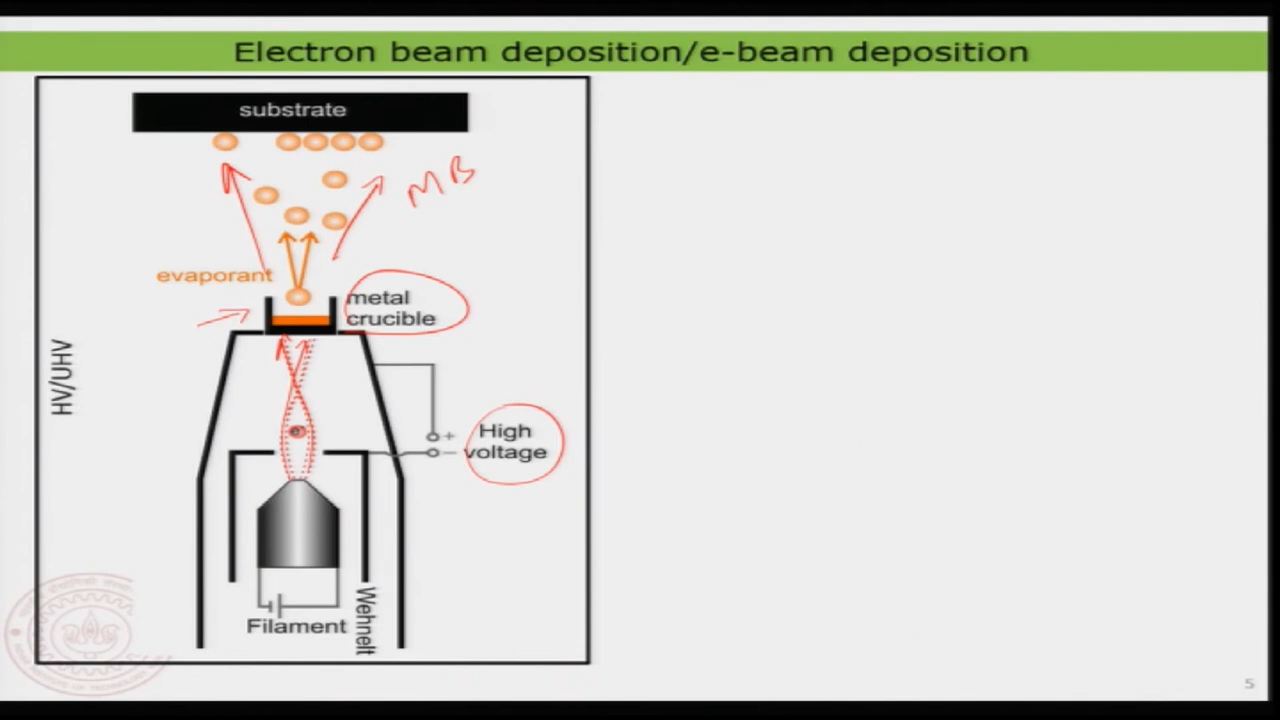 Electron beam deposition/e-beam deposition
substrate
MB
evaporant
metal
crucible
HV/UHV
e
+ High
− voltage
Wehnelt
Filament
5